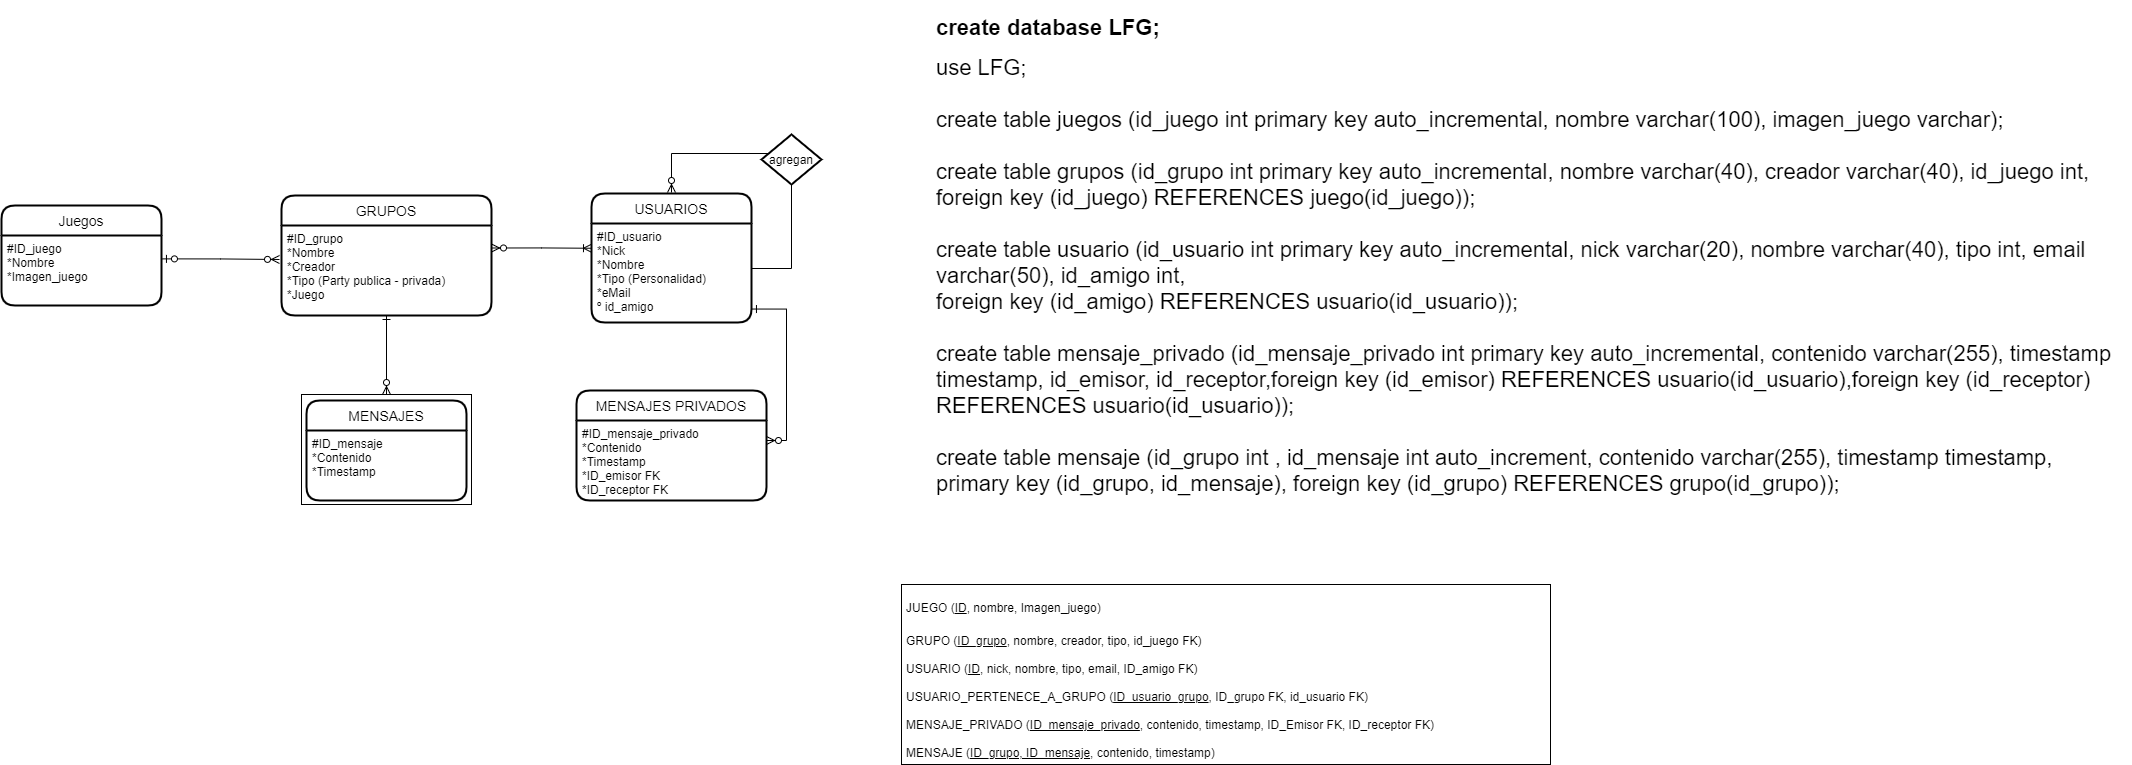 create database LFG;
use LFG;
create table juegos (id_juego int primary key auto_incremental, nombre varchar(100), imagen_juego varchar);
create table grupos (id_grupo int primary key auto_incremental, nombre varchar(40), creador varchar(40), id_juego int,
foreign key (id_juego) REFERENCES juego(id_juego));
create table usuario (id_usuario int primary key auto_incremental, nick varchar(20), nombre varchar(40), tipo int, email
varchar(50), id_amigo int,
foreign key (id_amigo) REFERENCES usuario(id_usuario));
create table mensaje_privado (id_mensaje_privado int primary key auto_incremental, contenido varchar(255), timestamp
timestamp, id_emisor, id_receptor,foreign key (id_emisor) REFERENCES usuario(id_usuario),foreign key (id_receptor)
REFERENCES usuario(id_usuario));
create table mensaje (id_grupo int , id_mensaje int auto_increment, contenido varchar(255), timestamp timestamp,
primary key (id_grupo, id_mensaje), foreign key (id_grupo) REFERENCES grupo(id_grupo));
agregan
Juegos
#ID_juego
*Nombre
*Imagen_juego
GRUPOS
#ID_grupo
*Nombre
*Creador
*Tipo (Party publica - privada)
*Juego
USUARIOS
#ID_usuario
*Nick
*Nombre
*Tipo (Personalidad)
*eMail
º id_amigo
MENSAJES
#ID_mensaje
*Contenido
*Timestamp
MENSAJES PRIVADOS
#ID_mensaje_privado
*Contenido
*Timestamp
*ID_emisor FK
*ID_receptor FK
JUEGO (ID, nombre, Imagen_juego)
GRUPO (ID_grupo, nombre, creador, tipo, id_juego FK)
USUARIO (ID, nick, nombre, tipo, email, ID_amigo FK)
USUARIO_PERTENECE_A_GRUPO (ID_usuario_grupo, ID_grupo FK, id_usuario FK)
MENSAJE_PRIVADO (ID_mensaje_privado, contenido, timestamp, ID_Emisor FK, ID_receptor FK)
MENSAJE (ID_grupo, ID_mensaje, contenido, timestamp)